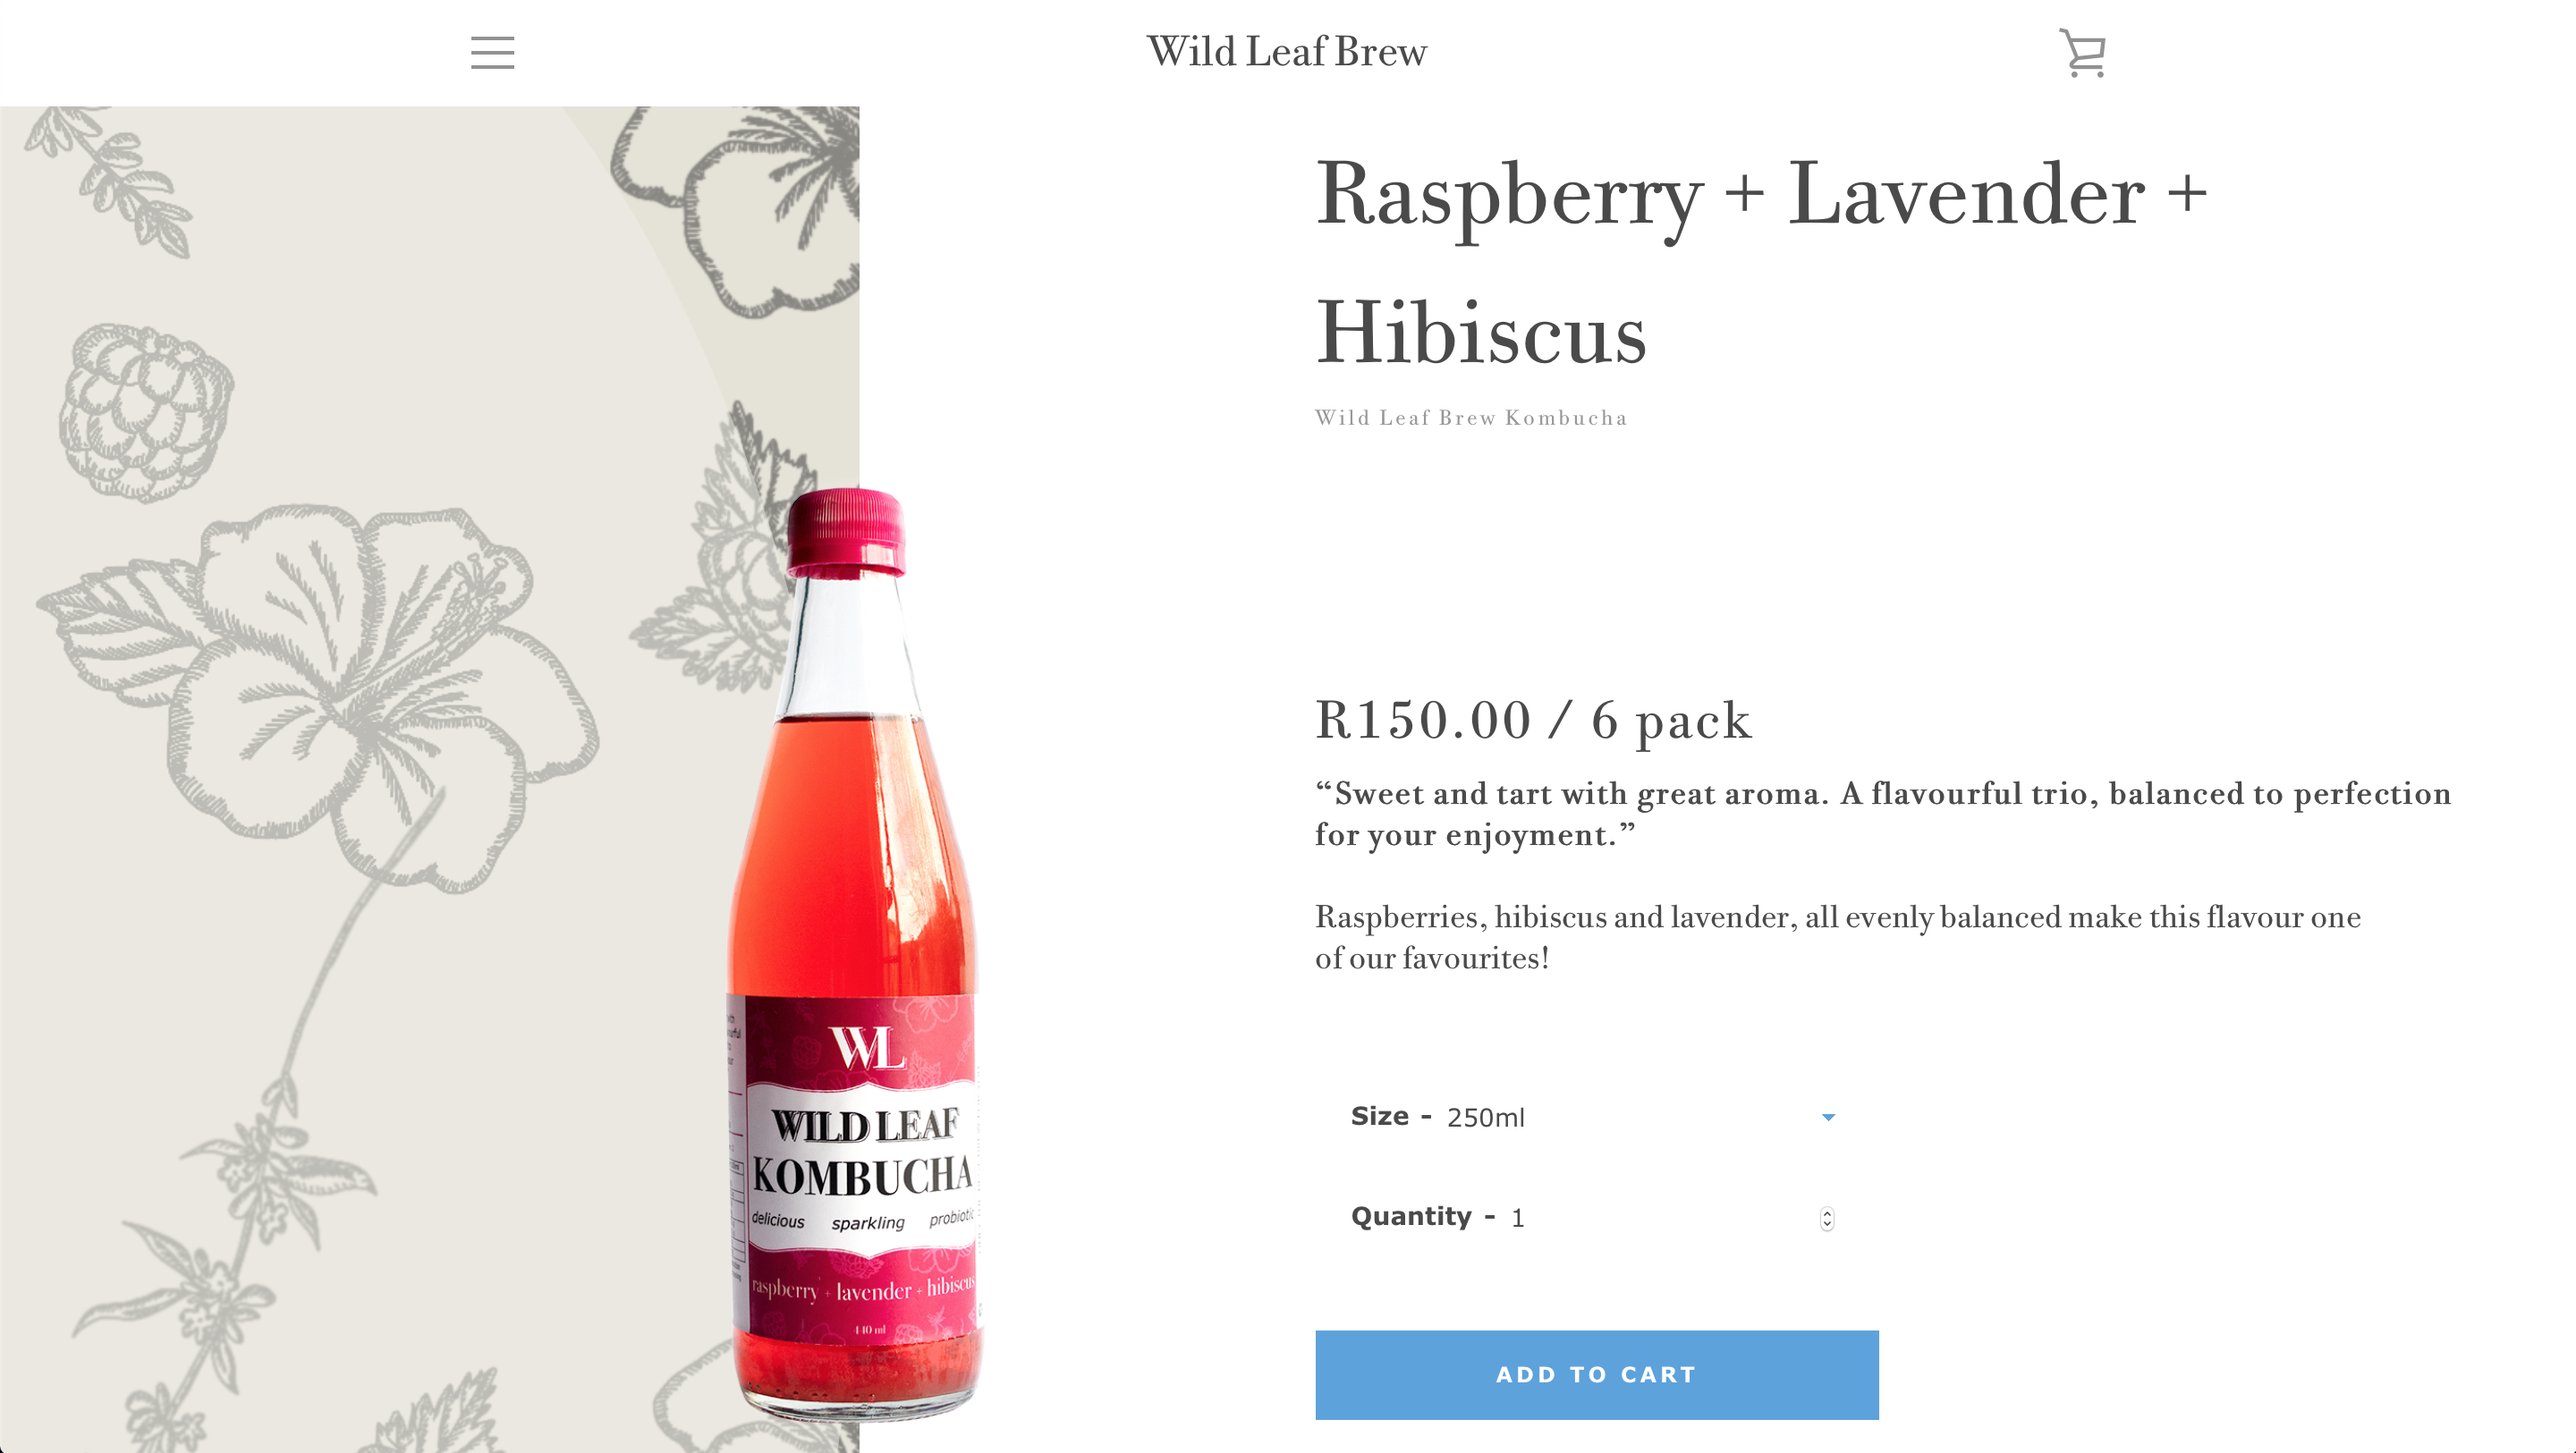 Wild Leaf Brew
Raspberry + Lavender +
Hibiscus
Wild Leaf Brew Kombucha
R150.00 / 6 pack
“Sweet and tart with great aroma. A flavourful trio, balanced to perfection
for your enjoyment.”
Raspberries, hibiscus and lavender, all evenly balanced make this flavour one
of our favourites!
Size - 250ml
Quantity - 1
ADD TO CART
WL
WILD LEAF
KOMBUCHA
delicious sparkling probiotic
raspberry + lavender + hibiscus